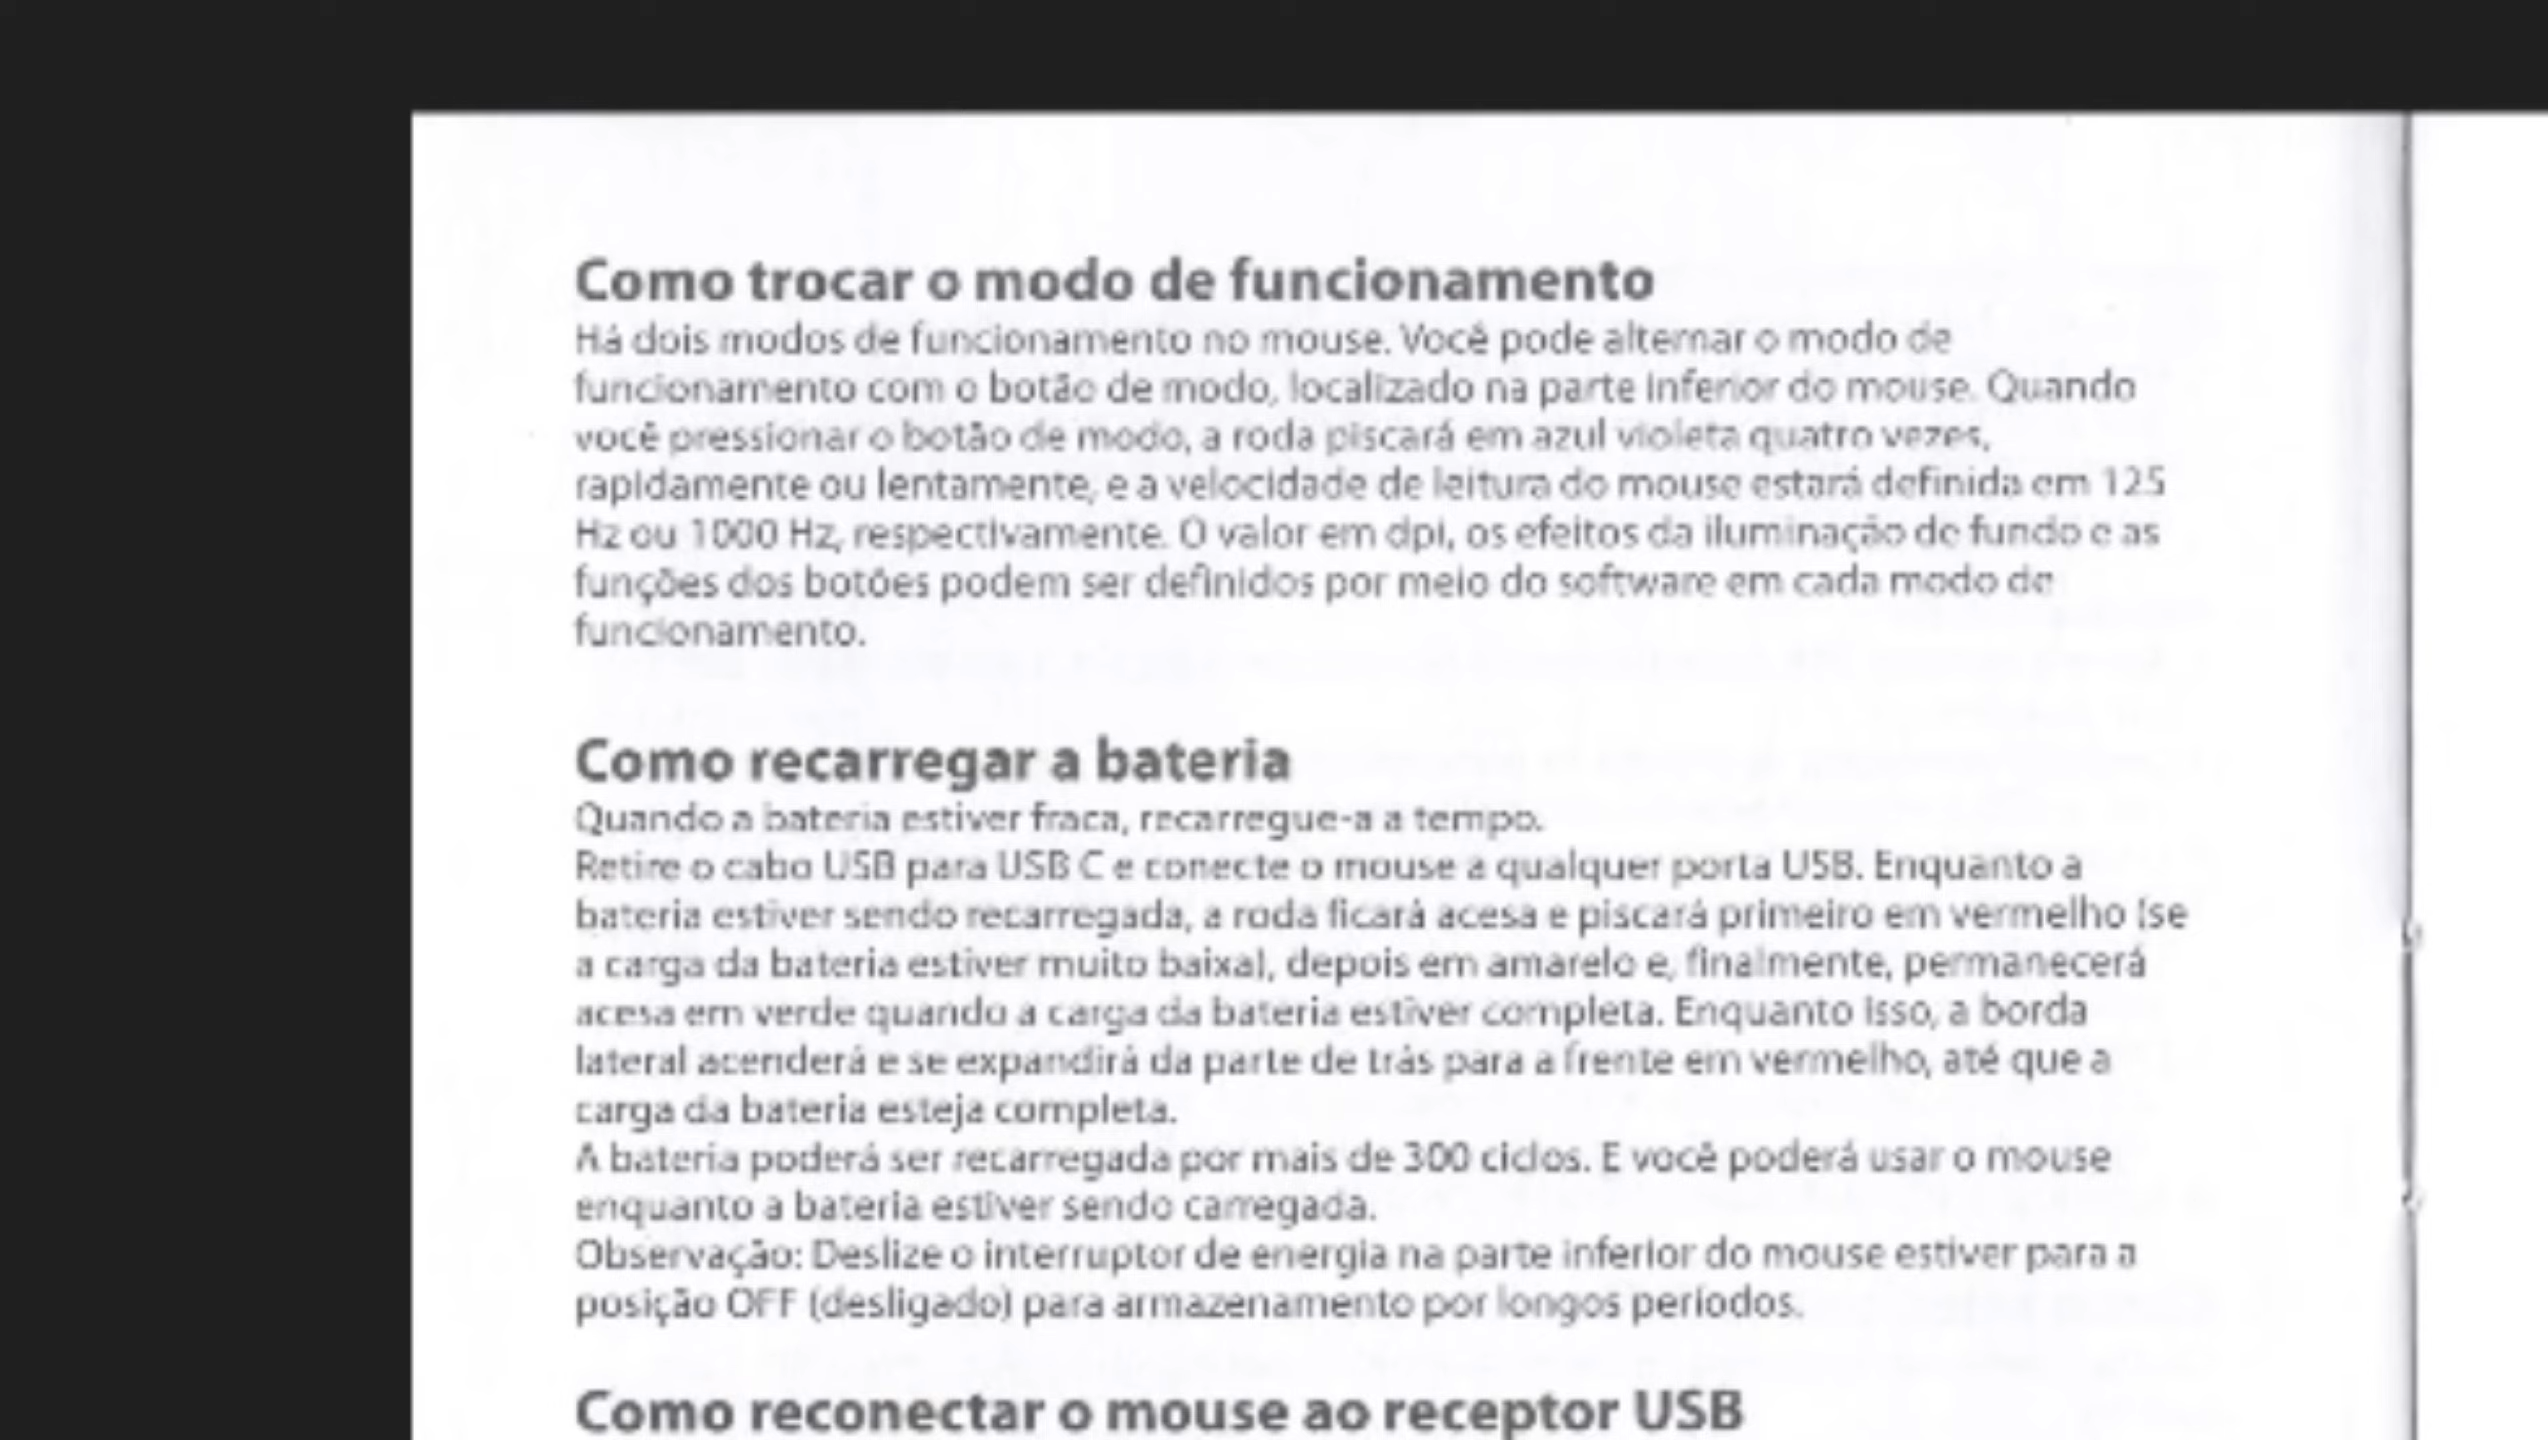 Como trocar o modo de funcionamento
Há dois modos de funcionamento no mouse. Você pode alternar o modo de
funcionamento com o botão de modo, localizado na parte inferior do mouse. Quando
você pressionar o botão de modo, a roda piscará em azul violeta quatro vezes,
rapidamente ou lentamente, e a velocidade de leitura do mouse estará definida em 125
Hz ou 1000 Hz, respectivamente. O valor em dpi, os efeitos da iluminação de fundo e as
funções dos botões podem ser definidos por meio do software em cada modo de
funcionamento.
Como recarregar a bateria
Quando a bateria estiver fraca, recarregue-a a tempo.
Retire o cabo USB para USB C e conecte o mouse a qualquer porta USB. Enquanto a
bateria estiver sendo recarregada, a roda ficará acesa e piscará primeiro em vermelho (se
a carga da bateria estiver muito baixa), depois em amarelo e, finalmente, permanecerá
acesa em verde quando a carga da bateria estiver completa. Enquanto isso, a borda
lateral acenderá e se expandirá da parte de trás para a frente em vermelho, até que a
carga da bateria esteja completa.
A bateria poderá ser recarregada por mais de 300 ciclos. E você poderá usar o mouse
enquanto a bateria estiver sendo carregada.
Observação: Deslize o interruptor de energia na parte inferior do mouse estiver para a
posição OFF (desligado) para armazenamento por longos períodos.
Como reconectar o mouse ao receptor USB